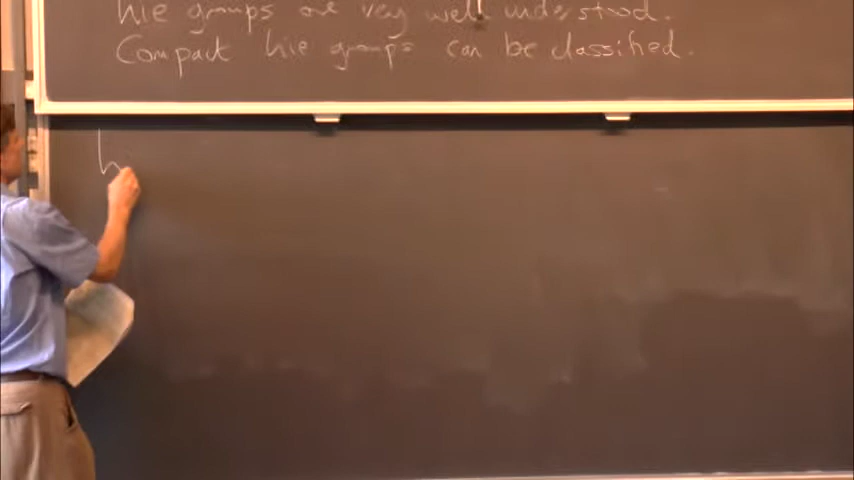 Lie groups are very well understood.
Compact Lie groups can be classified.